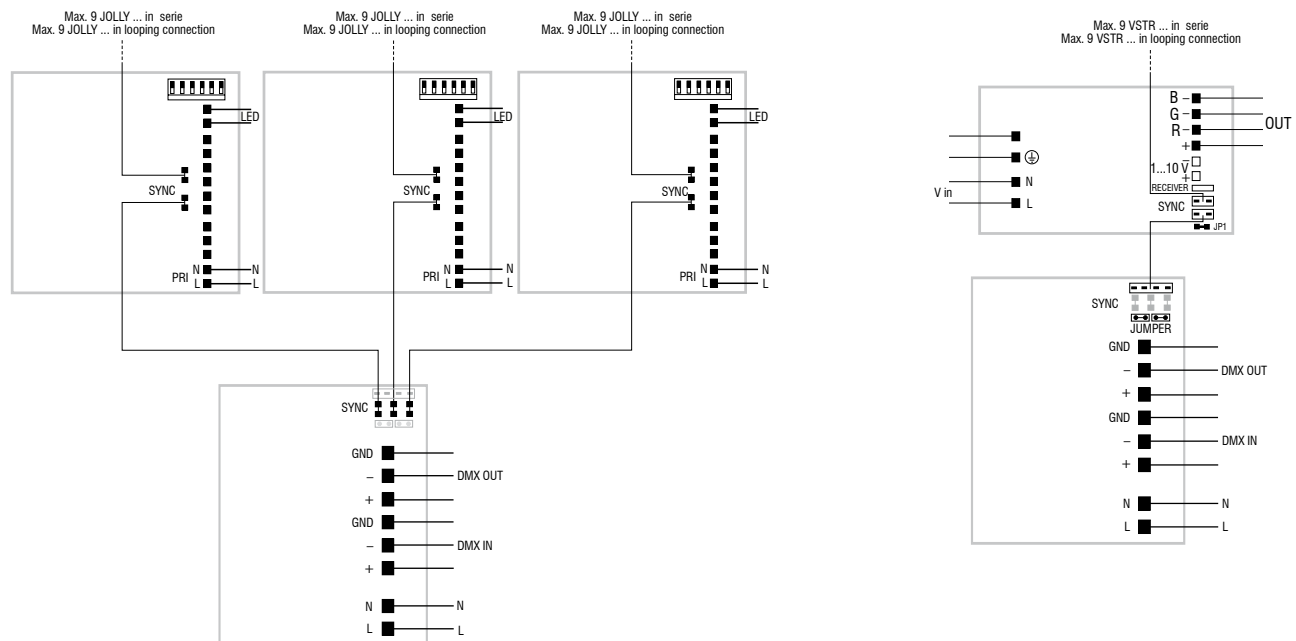 Max. 9 JOLLY ... in serie
Max. 9 JOLLY ... in looping connection
LED
SYNC
N
N
PRI
L
L
Max. 9 JOLLY ... in serie
Max. 9 JOLLY ... in looping connection
LED
SYNC
N
N
PRI
L
L
Max. 9 JOLLY ... in serie
Max. 9 JOLLY ... in looping connection
LED
SYNC
N
N
PRI
L
L
SYNC
GND
– DMX OUT
+
GND
– DMX IN
+
N N
L L
Max. 9 VSTR ... in serie
Max. 9 VSTR ... in looping connection
B –
G –
OUT
R –
+
–
1...10 V
+
N
RECEIVER
V in
L
SYNC
JP1
SYNC
JUMPER
GND
– DMX OUT
+
GND
– DMX IN
+
N N
L L